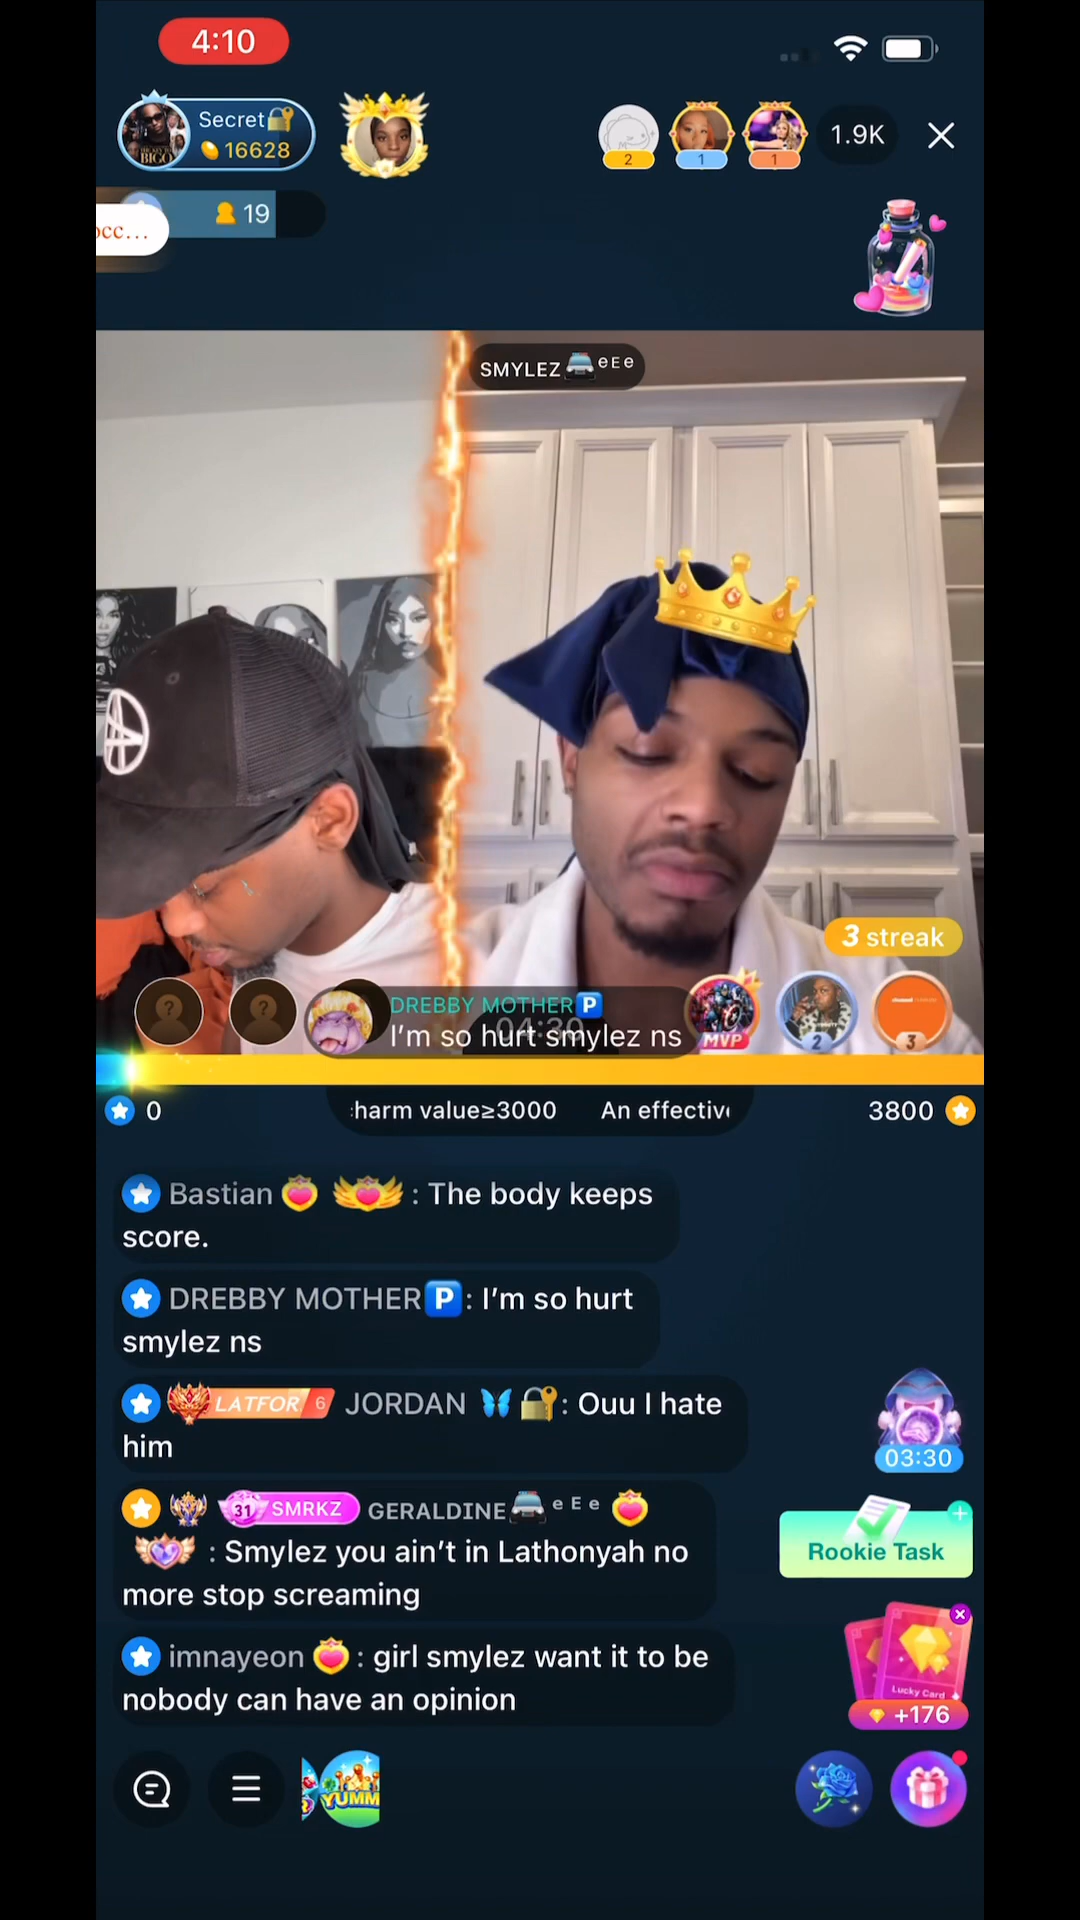 4:10
Secret
16628
BIGO
2
1
1
1.9K
occ...
19
SMYLEZ eEe
3 streak
DREBBY MOTHER P
I'm so hurt smylez ns
04:30
MVP
2
3
0
harm value≥3000 An effectiv
3800
Bastian : The body keeps
score.
DREBBY MOTHER P: I'm so hurt
smylez ns
LATFOR 6 JORDAN : Ouu I hate
him
31 SMRKZ GERALDINE eEe
: Smylez you ain't in Lathonyah no
more stop screaming
imnayeon : girl smylez want it to be
nobody can have an opinion
03:30
Rookie Task
Lucky Card
+176
YUMM